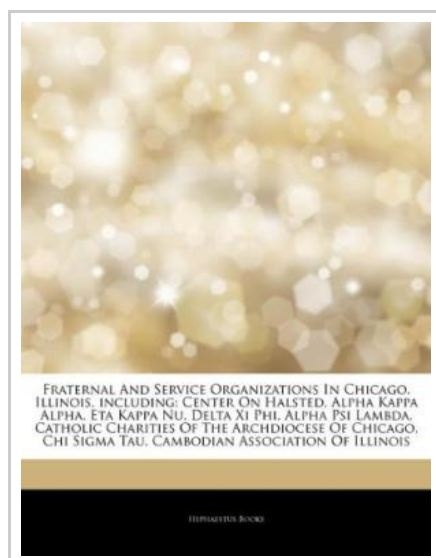 FRATERNAL AND SERVICE ORGANIZATIONS IN CHICAGO,
ILLINOIS, INCLUDING: CENTER ON HALSTED, ALPHA KAPPA
ALPHA, ETA KAPPA NU, DELTA XI PHI, ALPHA PSI LAMBDA,
CATHOLIC CHARITIES OF THE ARCHDIOCESE OF CHICAGO,
CHI SIGMA TAU, CAMBODIAN ASSOCIATION OF ILLINOIS
HEPHAESTUS BOOKS